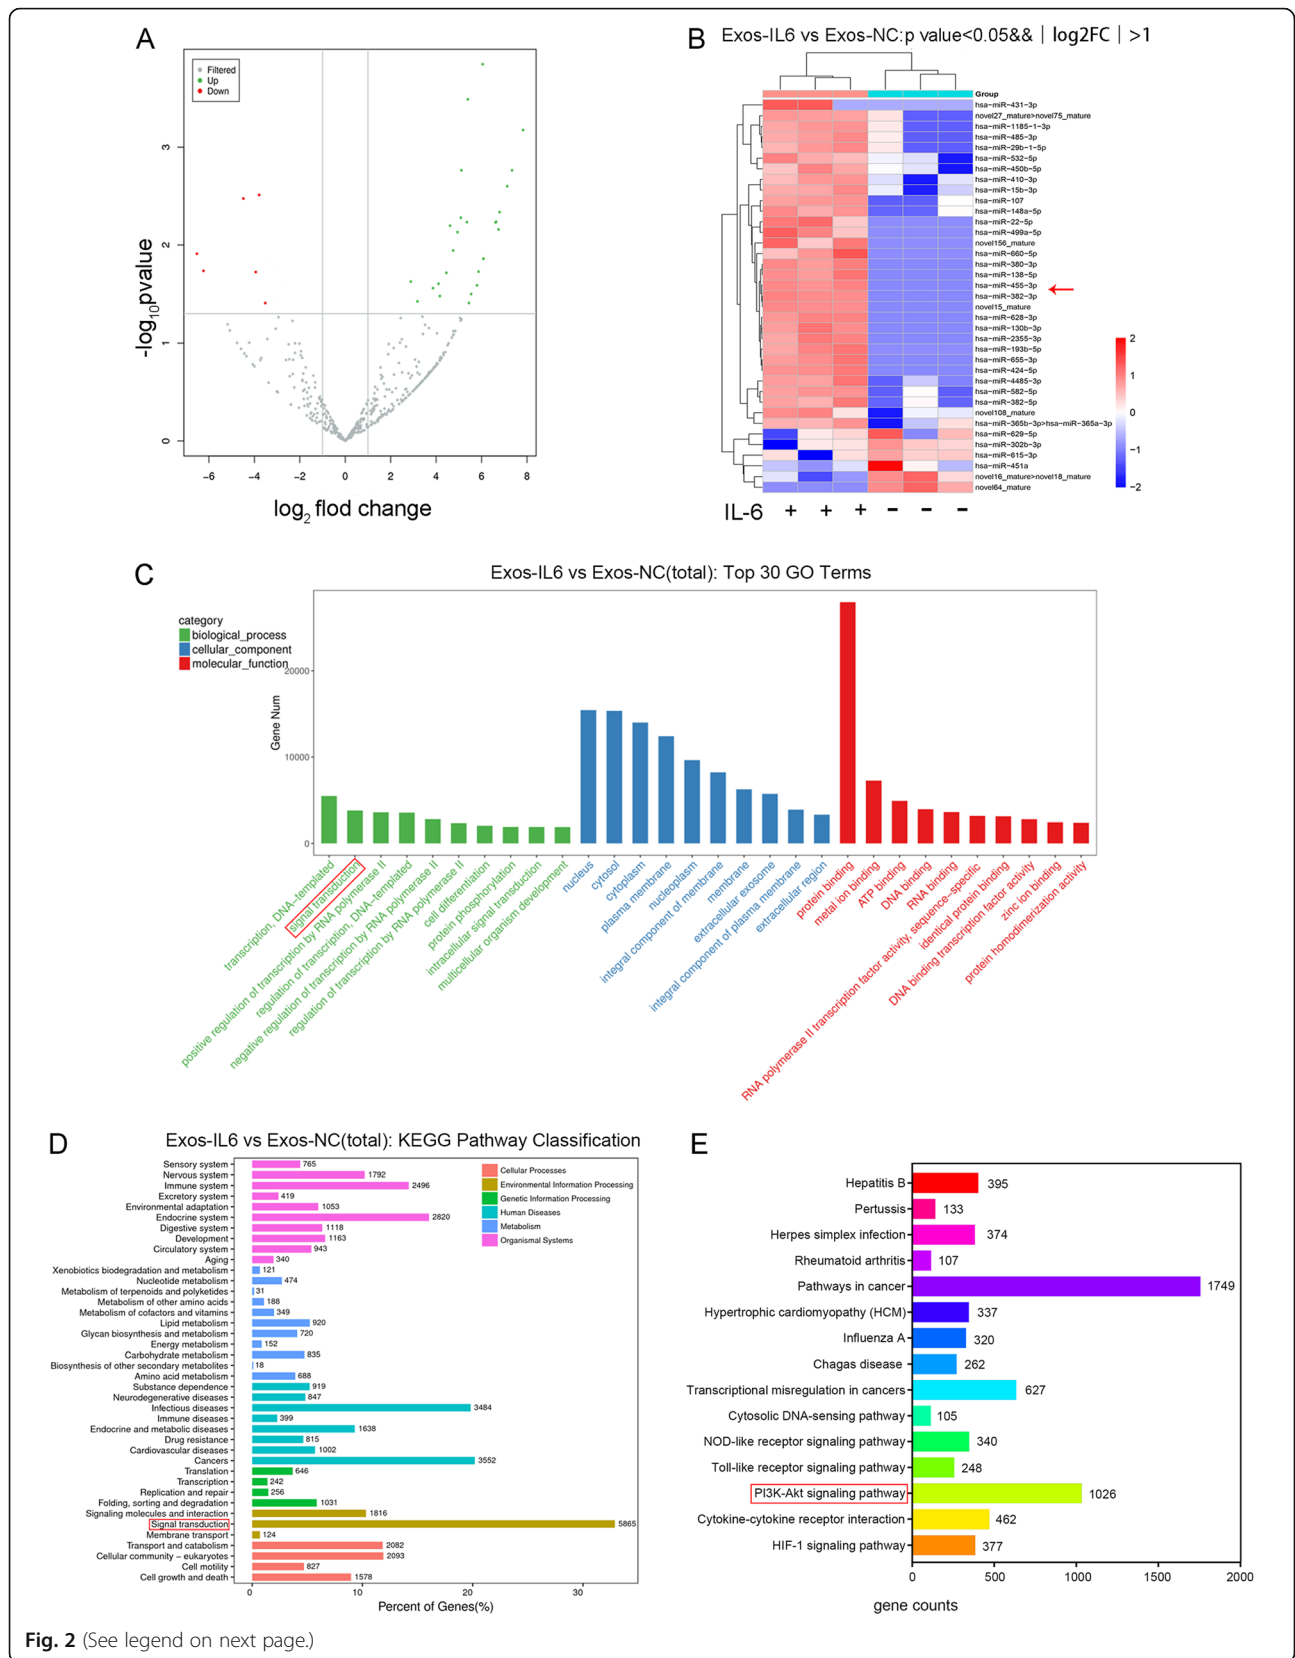 A
Filtered
Up
Down
3
2
1
0
−6
−4
−2
0
2
4
6
8
-log10pvalue
log2 flod change
B
Exos-IL6 vs Exos-NC:p value<0.05&&｜log2FC｜>1
Group
hsa−miR−431−3p
novel27_mature>novel75_mature
hsa−miR−1185−1−3p
hsa−miR−485−3p
hsa−miR−29b−1−5p
hsa−miR−532−5p
hsa−miR−450b−5p
hsa−miR−410−3p
hsa−miR−15b−3p
hsa−miR−107
hsa−miR−148a−5p
hsa−miR−22−5p
hsa−miR−499a−5p
novel156_mature
hsa−miR−660−5p
hsa−miR−380−3p
hsa−miR−138−5p
hsa−miR−455−3p
hsa−miR−382−3p
novel15_mature
hsa−miR−628−3p
hsa−miR−130b−3p
hsa−miR−2355−3p
hsa−miR−193b−5p
hsa−miR−655−3p
hsa−miR−424−5p
hsa−miR−4485−3p
hsa−miR−582−5p
hsa−miR−382−5p
novel108_mature
hsa−miR−365b−3p>hsa−miR−365a−3p
hsa−miR−629−5p
hsa−miR−302b−3p
hsa−miR−615−3p
hsa−miR−451a
novel16_mature>novel18_mature
novel64_mature
2
1
0
−1
−2
IL-6 + + + - - -
C
Exos-IL6 vs Exos-NC(total): Top 30 GO Terms
category
biological_process
cellular_component
molecular_function
Gene Num
20000
10000
0
transcription, DNA−templated
signal transduction
positive regulation of transcription by RNA polymerase II
regulation of transcription, DNA−templated
negative regulation of transcription by RNA polymerase II
regulation of transcription by RNA polymerase II
cell differentiation
protein phosphorylation
intracellular signal transduction
multicellular organism development
nucleus
cytosol
cytoplasm
plasma membrane
nucleoplasm
integral component of membrane
membrane
extracellular exosome
integral component of plasma membrane
extracellular region
protein binding
metal ion binding
ATP binding
DNA binding
RNA binding
RNA polymerase II transcription factor activity, sequence−specific
identical protein binding
DNA binding transcription factor activity
zinc ion binding
protein homodimerization activity
D
Exos-IL6 vs Exos-NC(total): KEGG Pathway Classification
Sensory system 765
Nervous system 1792
Immune system 2496
Excretory system 419
Environmental adaptation 1053
Endocrine system 2820
Digestive system 1118
Development 1163
Circulatory system 943
Aging 340
Xenobiotics biodegradation and metabolism 121
Nucleotide metabolism 474
Metabolism of terpenoids and polyketides 31
Metabolism of other amino acids 188
Metabolism of cofactors and vitamins 349
Lipid metabolism 920
Glycan biosynthesis and metabolism 720
Energy metabolism 152
Carbohydrate metabolism 835
Biosynthesis of other secondary metabolites 18
Amino acid metabolism 688
Substance dependence 919
Neurodegenerative diseases 847
Infectious diseases 3484
Immune diseases 399
Endocrine and metabolic diseases 1638
Drug resistance 815
Cardiovascular diseases 1002
Cancers 3552
Translation 646
Transcription 242
Replication and repair 256
Folding, sorting and degradation 1031
Signaling molecules and interaction 1816
Signal transduction 5865
Membrane transport 124
Transport and catabolism 2082
Cellular community − eukaryotes 2093
Cell motility 827
Cell growth and death 1578
Cellular Processes
Environmental Information Processing
Genetic Information Processing
Human Diseases
Metabolism
Organismal Systems
0 10 20 30
Percent of Genes(%)
E
Hepatitis B 395
Pertussis 133
Herpes simplex infection 374
Rheumatoid arthritis 107
Pathways in cancer 1749
Hypertrophic cardiomyopathy (HCM) 337
Influenza A 320
Chagas disease 262
Transcriptional misregulation in cancers 627
Cytosolic DNA-sensing pathway 105
NOD-like receptor signaling pathway 340
Toll-like receptor signaling pathway 248
PI3K-Akt signaling pathway 1026
Cytokine-cytokine receptor interaction 462
HIF-1 signaling pathway 377
0 500 1000 1500 2000
gene counts
Fig. 2 (See legend on next page.)